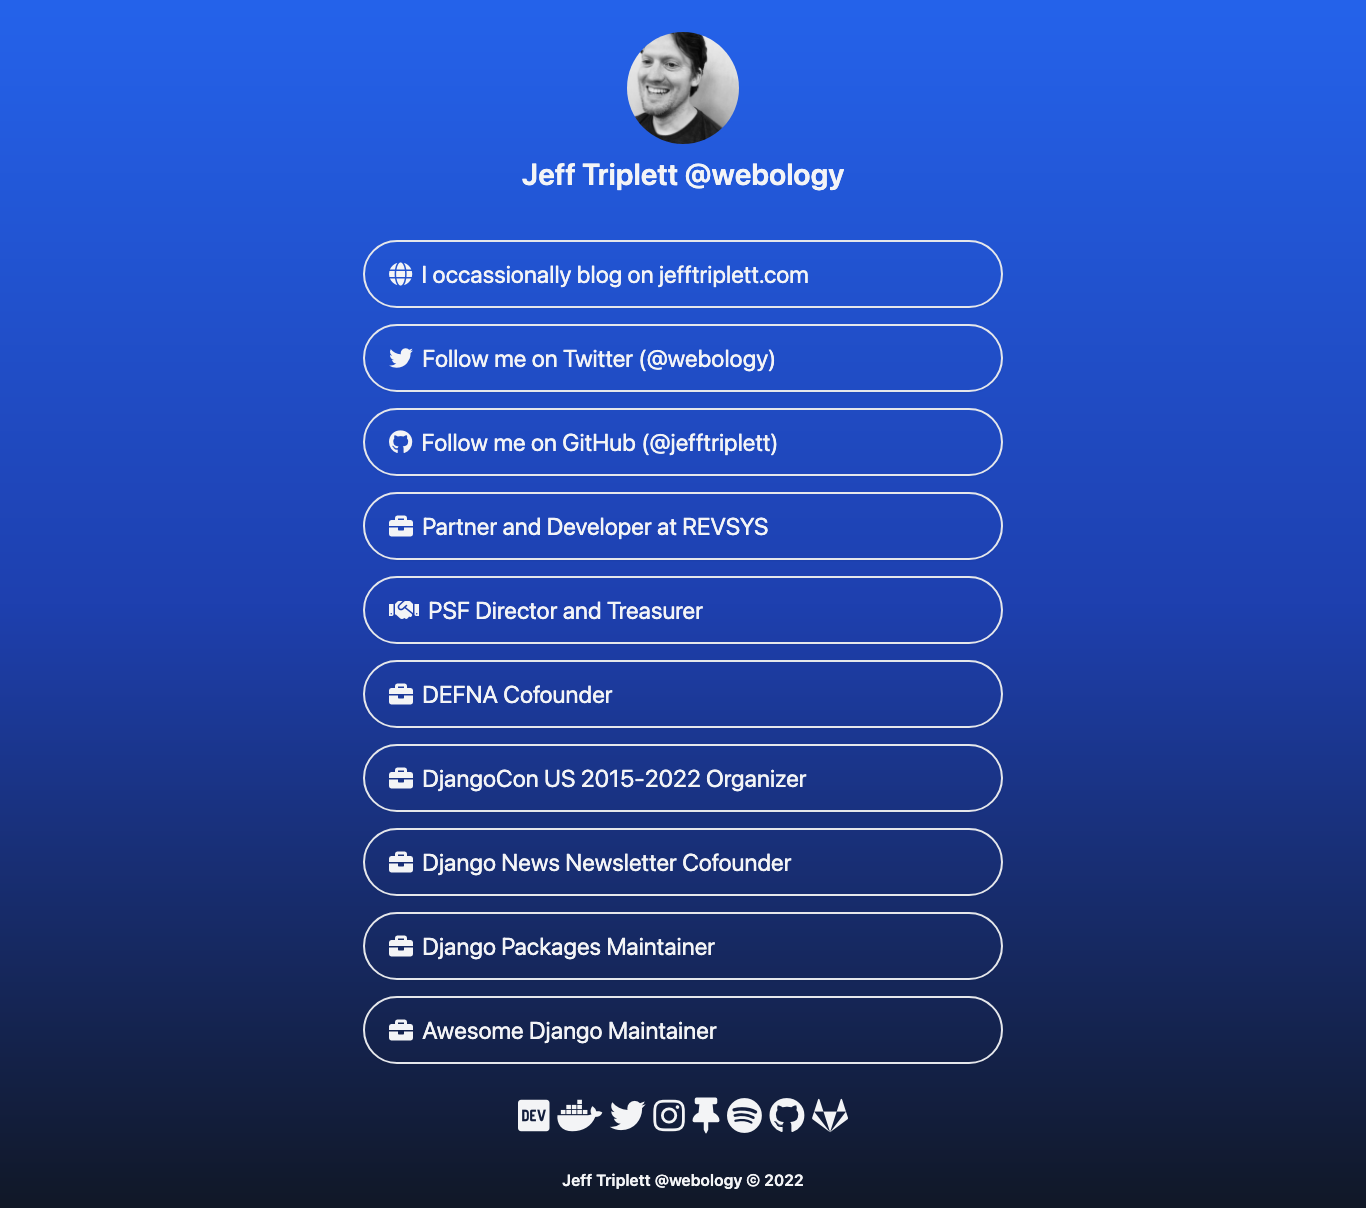 Jeff Triplett @webology
I occassionally blog on jefftriplett.com
Follow me on Twitter (@webology)
Follow me on GitHub (@jefftriplett)
Partner and Developer at REVSYS
PSF Director and Treasurer
DEFNA Cofounder
DjangoCon US 2015-2022 Organizer
Django News Newsletter Cofounder
Django Packages Maintainer
Awesome Django Maintainer
DEV
Jeff Triplett @webology © 2022